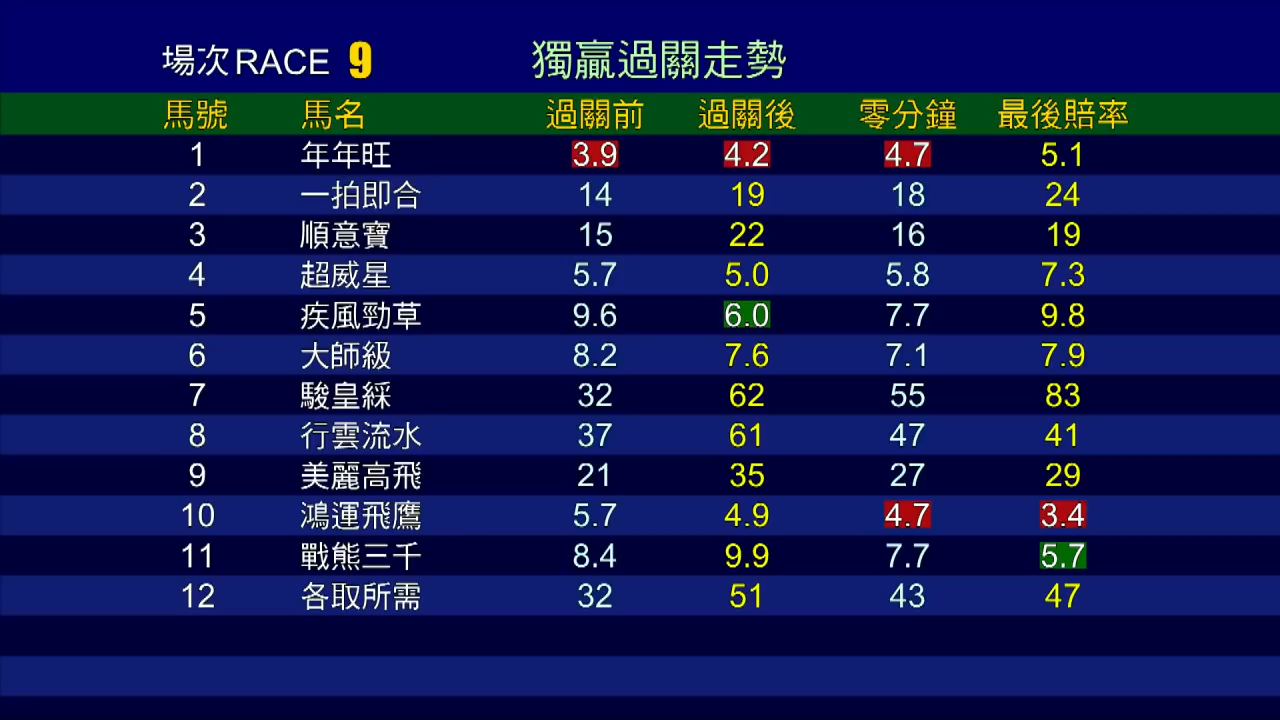 場次RACE 9 獨贏過關走勢
馬號 馬名 過關前 過關後 零分鐘 最後賠率
1 年年旺 3.9 4.2 4.7 5.1
2 一拍即合 14 19 18 24
3 順意寶 15 22 16 19
4 超威星 5.7 5.0 5.8 7.3
5 疾風勁草 9.6 6.0 7.7 9.8
6 大師級 8.2 7.6 7.1 7.9
7 駿皇綵 32 62 55 83
8 行雲流水 37 61 47 41
9 美麗高飛 21 35 27 29
10 鴻運飛鷹 5.7 4.9 4.7 3.4
11 戰熊三千 8.4 9.9 7.7 5.7
12 各取所需 32 51 43 47